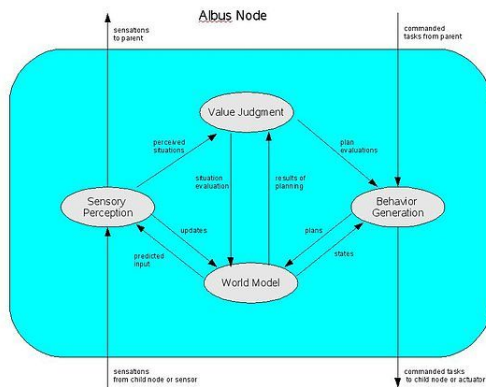 Albus Node
sensations
to parent
commanded
tasks from parent
Value Judgment
perceived
situations
situation
evaluation
results of
planning
plan
evaluations
Sensory
Perception
Behavior
Generation
updates
plans
predicted
input
states
World Model
sensations
from child node or sensor
commanded tasks
to child node or actuator